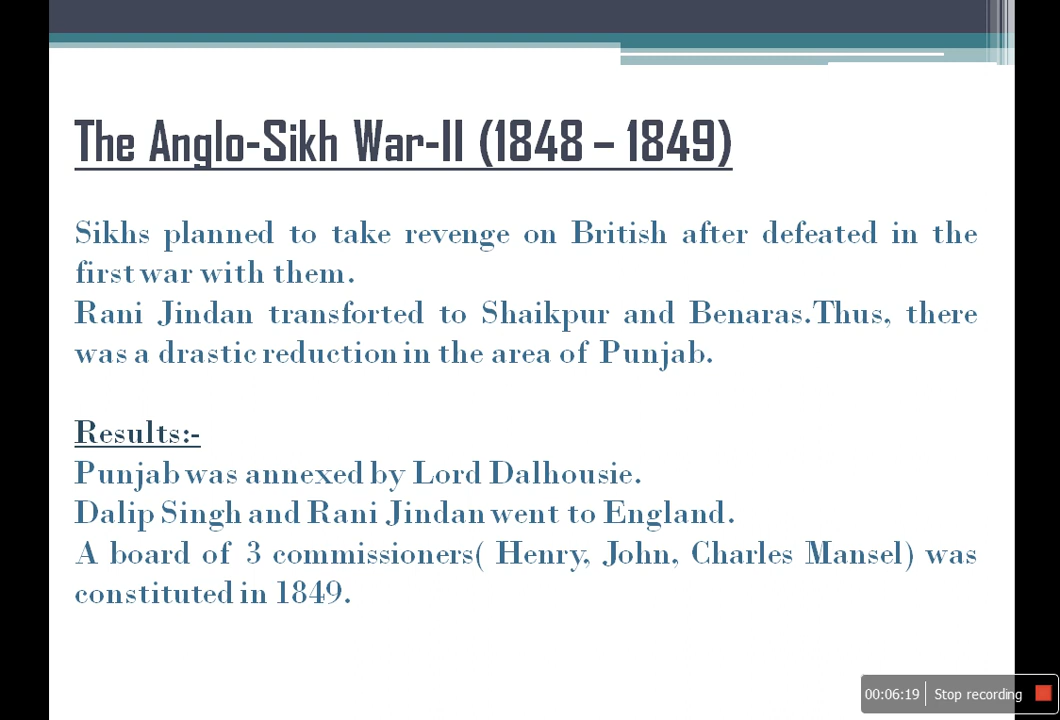 The Anglo-Sikh War-II (1848 – 1849)
Sikhs planned to take revenge on British after defeated in the
first war with them.
Rani Jindan transforted to Shaikpur and Benaras.Thus, there
was a drastic reduction in the area of Punjab.
Results:-
Punjab was annexed by Lord Dalhousie.
Dalip Singh and Rani Jindan went to England.
A board of 3 commissioners( Henry, John, Charles Mansel) was
constituted in 1849.
00:06:19 Stop recording